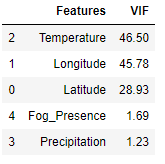 Features VIF
2 Temperature 46.50
1 Longitude 45.78
0 Latitude 28.93
4 Fog_Presence 1.69
3 Precipitation 1.23